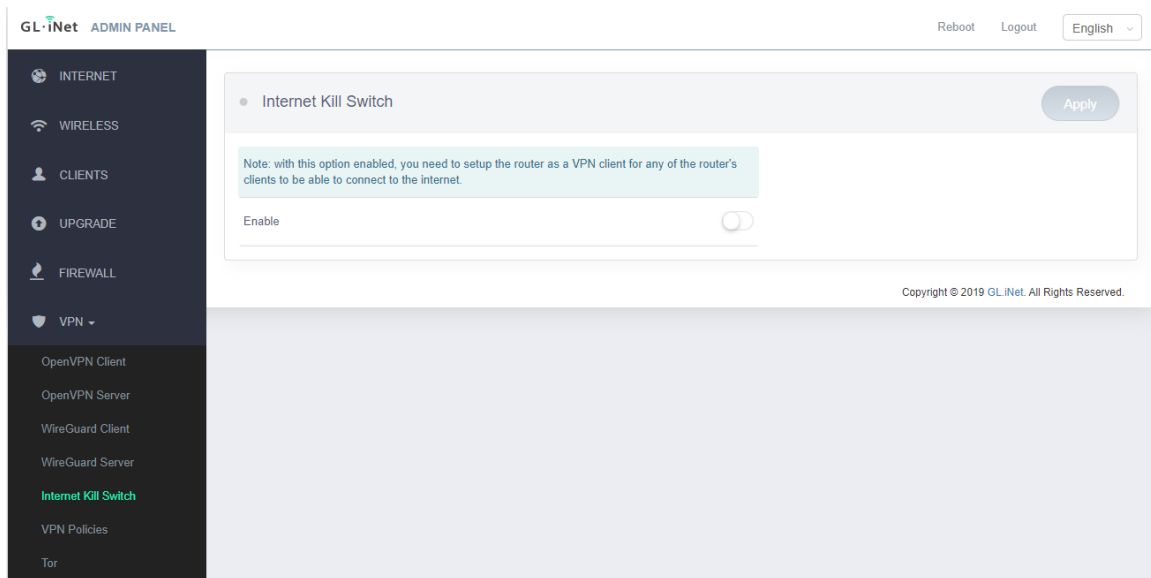 GL·iNet ADMIN PANEL
Reboot
Logout
English
INTERNET
WIRELESS
CLIENTS
UPGRADE
FIREWALL
VPN
OpenVPN Client
OpenVPN Server
WireGuard Client
WireGuard Server
Internet Kill Switch
VPN Policies
Tor
Internet Kill Switch
Apply
Note: with this option enabled, you need to setup the router as a VPN client for any of the router's
clients to be able to connect to the internet.
Enable
Copyright © 2019 GL.iNet. All Rights Reserved.